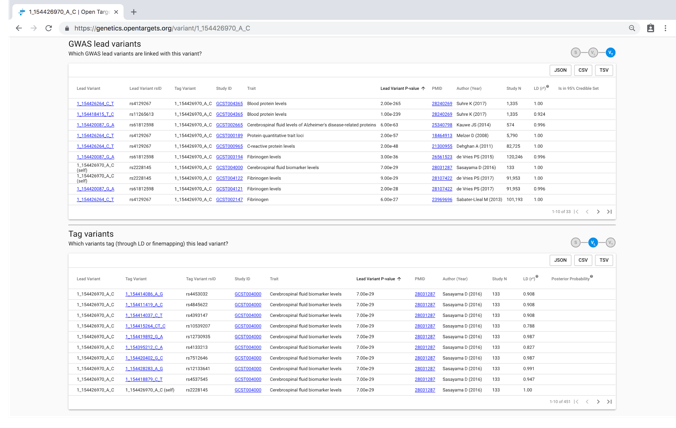 1_154426970_A_C | Open Targ
https://genetics.opentargets.org/variant/1_154426970_A_C
GWAS lead variants
Which GWAS lead variants are linked with this variant?
JSON CSV TSV
Lead Variant Lead Variant rsID Tag Variant Study ID Trait Lead Variant P-value PMID Author (Year) Study N LD (r²) Is in 95% Credible Set
1_154426264_C_T rs4129267 1_154426970_A_C GCST004365 Blood protein levels 2.00e-265 28240269 Suhre K (2017) 1,335 1.00
1_154418415_T_C rs11265613 1_154426970_A_C GCST004365 Blood protein levels 1.00e-239 28240269 Suhre K (2017) 1,335 0.924
1_154420087_G_A rs61812598 1_154426970_A_C Cerebrospinal fluid levels of Alzheimer's disease-related proteins 6.00e-63 25340798 Kauwe JS (2014) 574 0.996
1_154426264_C_T rs4129267 1_154426970_A_C GCST000189 Protein quantitative trait loci 2.00e-57 18464913 Melzer D (2008) 5,790 1.00
1_154426264_C_T rs4129267 1_154426970_A_C GCST000965 C-reactive protein levels 2.00e-48 21300955 Dehghan A (2011) 82,725 1.00
1_154420087_G_A rs61812598 1_154426970_A_C GCST003194 Fibrinogen levels 3.00e-36 26561523 de Vries PS (2015) 120,246 0.996
1_154426970_A_C (self) rs2228145 1_154426970_A_C GCST004000 Cerebrospinal fluid biomarker levels 7.00e-29 28031287 Sasayama D (2016) 133 1.00
1_154426970_A_C (self) rs2228145 1_154426970_A_C GCST004121 Fibrinogen levels 9.00e-29 28107422 de Vries PS (2017) 91,953 1.00
1_154420087_G_A rs61812598 1_154426970_A_C GCST004122 Fibrinogen levels 2.00e-28 28107422 de Vries PS (2017) 91,953 0.996
1_154426264_C_T rs4129267 1_154426970_A_C GCST002147 Fibrinogen levels 6.00e-27 23969696 Sabater-Lleal M (2013) 101,193 1.00
1-10 of 33
Tag variants
Which variants tag (through LD or finemapping) this lead variant?
JSON CSV TSV
Lead Variant Tag Variant Tag Variant rsID Study ID Trait Lead Variant P-value PMID Author (Year) Study N LD (r²) Posterior Probability
1_154426970_A_C 1_154414086_A_G rs4453032 GCST004000 Cerebrospinal fluid biomarker levels 7.00e-29 28031287 Sasayama D (2016) 133 0.908
1_154426970_A_C 1_154411419_A_C rs4845622 GCST004000 Cerebrospinal fluid biomarker levels 7.00e-29 28031287 Sasayama D (2016) 133 0.908
1_154426970_A_C 1_154414037_C_T rs4393147 GCST004000 Cerebrospinal fluid biomarker levels 7.00e-29 28031287 Sasayama D (2016) 133 0.908
1_154426970_A_C 1_154415264_CT_C rs10539207 GCST004000 Cerebrospinal fluid biomarker levels 7.00e-29 28031287 Sasayama D (2016) 133 0.788
1_154426970_A_C 1_154419892_G_A rs12730935 GCST004000 Cerebrospinal fluid biomarker levels 7.00e-29 28031287 Sasayama D (2016) 133 0.987
1_154426970_A_C 1_154395212_C_A rs4133213 GCST004000 Cerebrospinal fluid biomarker levels 7.00e-29 28031287 Sasayama D (2016) 133 0.827
1_154426970_A_C 1_154420402_G_C rs7512646 GCST004000 Cerebrospinal fluid biomarker levels 7.00e-29 28031287 Sasayama D (2016) 133 0.987
1_154426970_A_C 1_154428283_A_G rs12133641 GCST004000 Cerebrospinal fluid biomarker levels 7.00e-29 28031287 Sasayama D (2016) 133 0.991
1_154426970_A_C 1_154418879_C_T rs4537545 GCST004000 Cerebrospinal fluid biomarker levels 7.00e-29 28031287 Sasayama D (2016) 133 0.947
1_154426970_A_C 1_154426970_A_C (self) rs2228145 GCST004000 Cerebrospinal fluid biomarker levels 7.00e-29 28031287 Sasayama D (2016) 133 1.00
1-10 of 491